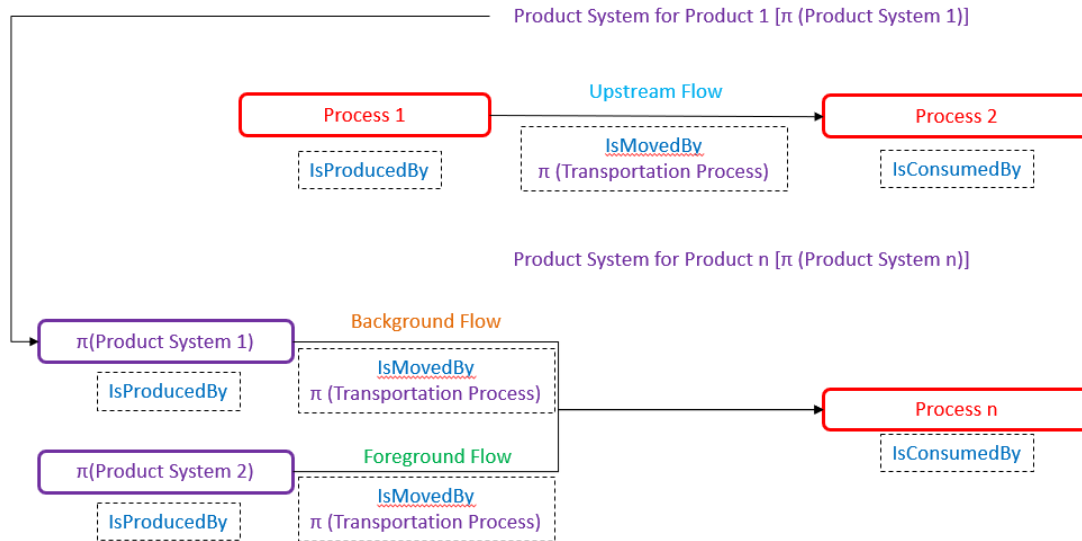 Product System for Product 1 [π (Product System 1)]
Upstream Flow
Process 1
Process 2
IsProducedBy
IsMovedBy
π (Transportation Process)
IsConsumedBy
Product System for Product n [π (Product System n)]
Background Flow
π(Product System 1)
IsProducedBy
IsMovedBy
π (Transportation Process)
Process n
IsConsumedBy
Foreground Flow
π(Product System 2)
IsProducedBy
IsMovedBy
π (Transportation Process)